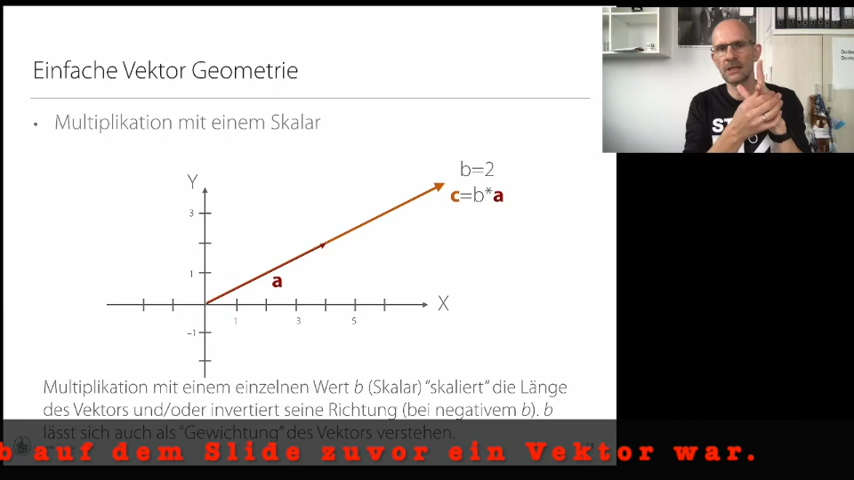 Einfache Vektor Geometrie
• Multiplikation mit einem Skalar
b=2
c=b*a
Y
3
1
a
X
1
3
5
−1
Multiplikation mit einem einzelnen Wert b (Skalar) "skaliert" die Länge
des Vektors und/oder invertiert seine Richtung (bei negativem b). b
lässt sich auch als "Gewichtung" des Vektors verstehen.
b auf dem Slide zuvor ein Vektor war.